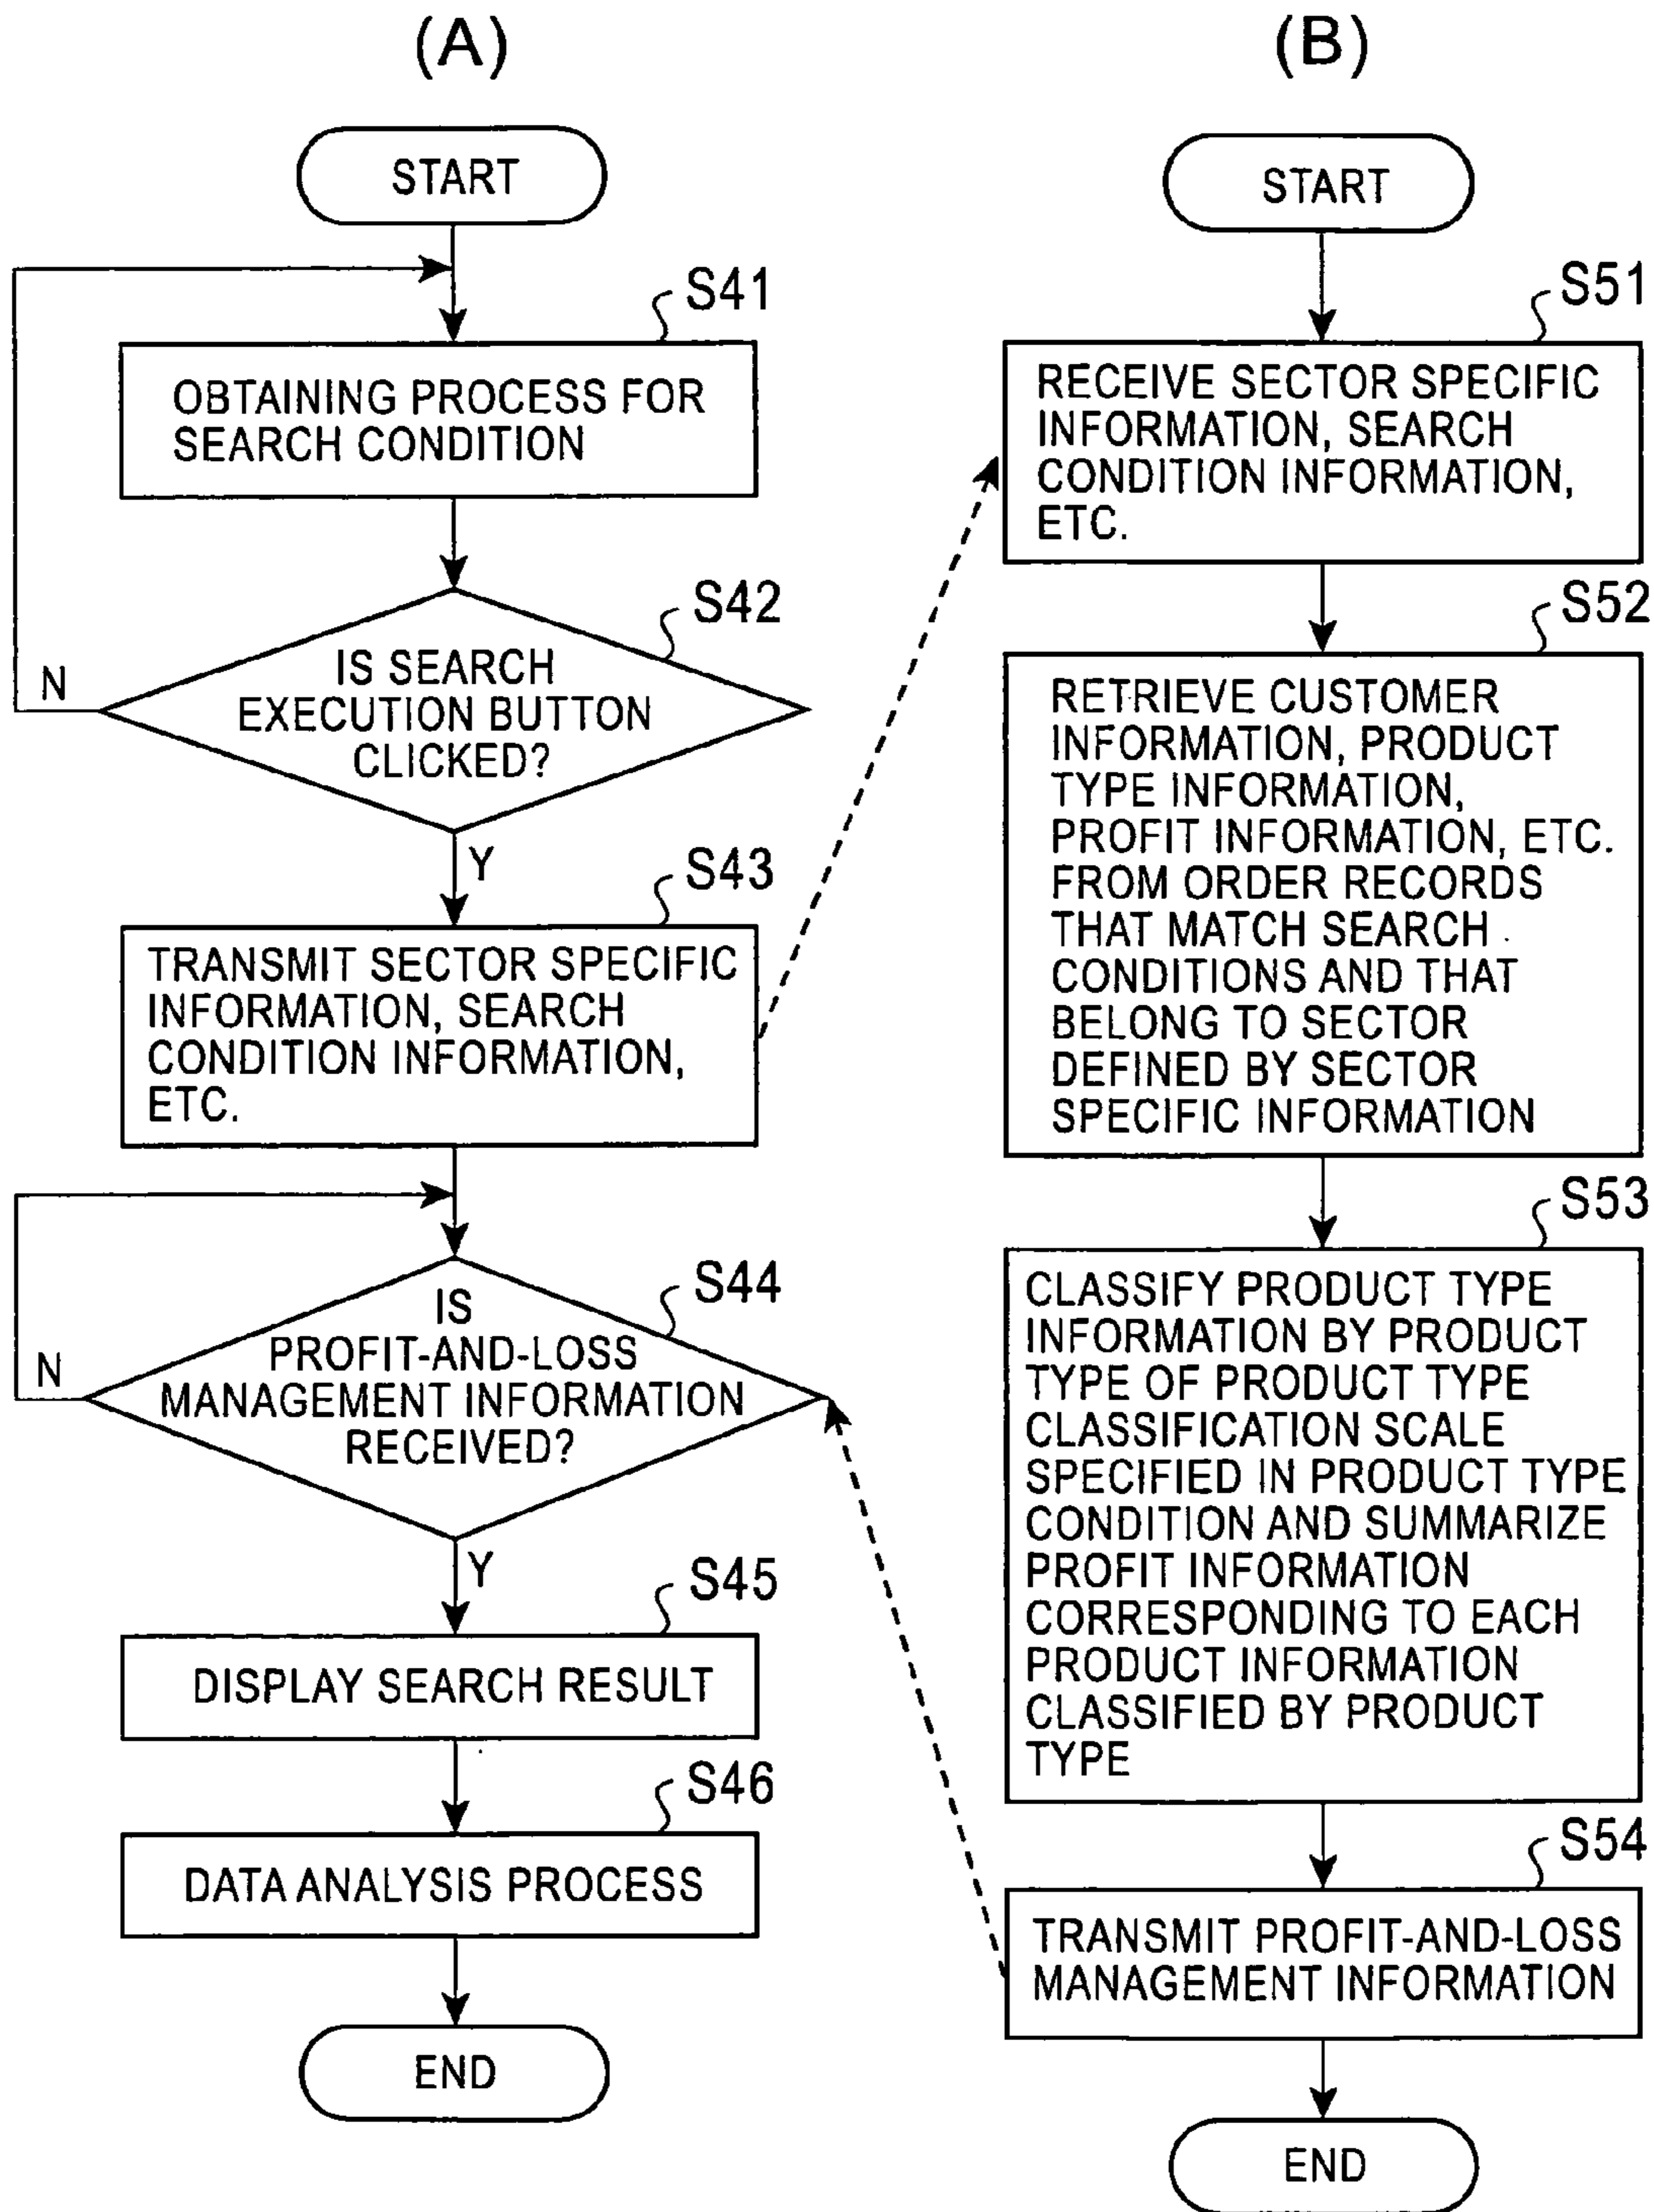 (A)
START
S41
OBTAINING PROCESS FOR
SEARCH CONDITION
S42
IS SEARCH
EXECUTION BUTTON
CLICKED?
N
Y
S43
TRANSMIT SECTOR SPECIFIC
INFORMATION, SEARCH
CONDITION INFORMATION,
ETC.
S44
IS
PROFIT-AND-LOSS
MANAGEMENT INFORMATION
RECEIVED?
N
Y
S45
DISPLAY SEARCH RESULT
S46
DATA ANALYSIS PROCESS
END
(B)
START
S51
RECEIVE SECTOR SPECIFIC
INFORMATION, SEARCH
CONDITION INFORMATION,
ETC.
S52
RETRIEVE CUSTOMER
INFORMATION, PRODUCT
TYPE INFORMATION,
PROFIT INFORMATION, ETC.
FROM ORDER RECORDS
THAT MATCH SEARCH
CONDITIONS AND THAT
BELONG TO SECTOR
DEFINED BY SECTOR
SPECIFIC INFORMATION
S53
CLASSIFY PRODUCT TYPE
INFORMATION BY PRODUCT
TYPE OF PRODUCT TYPE
CLASSIFICATION SCALE
SPECIFIED IN PRODUCT TYPE
CONDITION AND SUMMARIZE
PROFIT INFORMATION
CORRESPONDING TO EACH
PRODUCT INFORMATION
CLASSIFIED BY PRODUCT
TYPE
S54
TRANSMIT PROFIT-AND-LOSS
MANAGEMENT INFORMATION
END